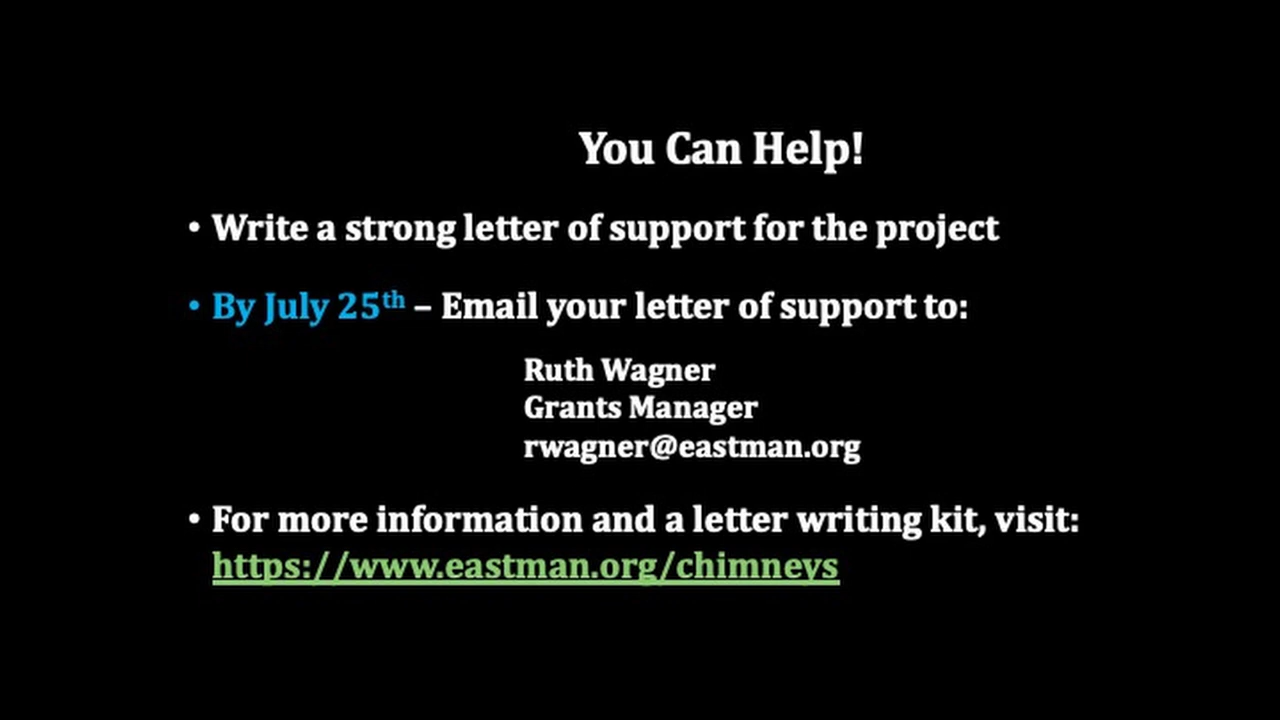 You Can Help!
• Write a strong letter of support for the project
• By July 25th – Email your letter of support to:
Ruth Wagner
Grants Manager
rwagner@eastman.org
• For more information and a letter writing kit, visit:
https://www.eastman.org/chimneys